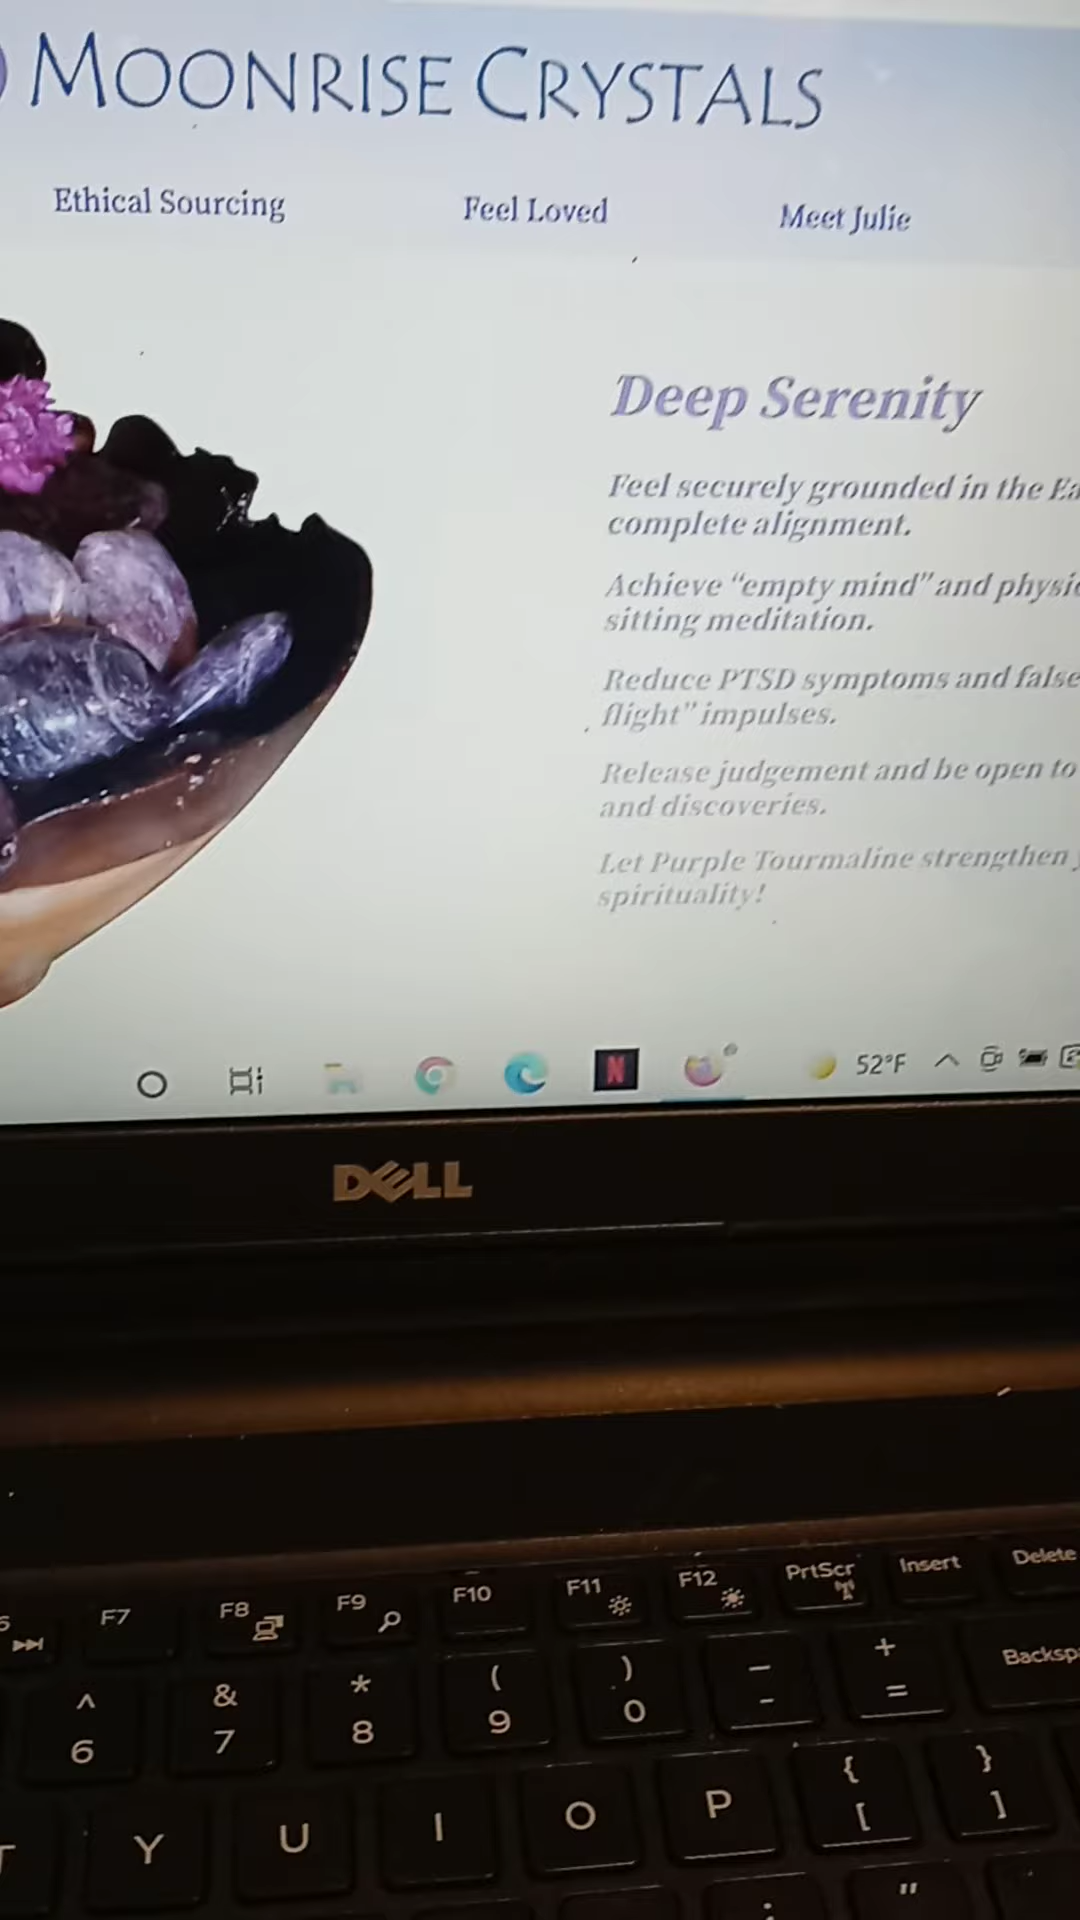 MOONRISE CRYSTALS
Ethical Sourcing Feel Loved Meet Julie
Deep Serenity
Feel securely grounded in the Ea
complete alignment.
Achieve “empty mind” and physic
sitting meditation.
Reduce PTSD symptoms and false
flight” impulses.
Release judgement and be open to
and discoveries.
Let Purple Tourmaline strengthen
spirituality!
N 52°F
DELL
F7 F8 F9 F10 F11 F12 PrtScr Insert Delete
^ & * ( ) _ +
6 7 8 9 0 - = Backsp
{ }
Y U I O P [ ]
: "